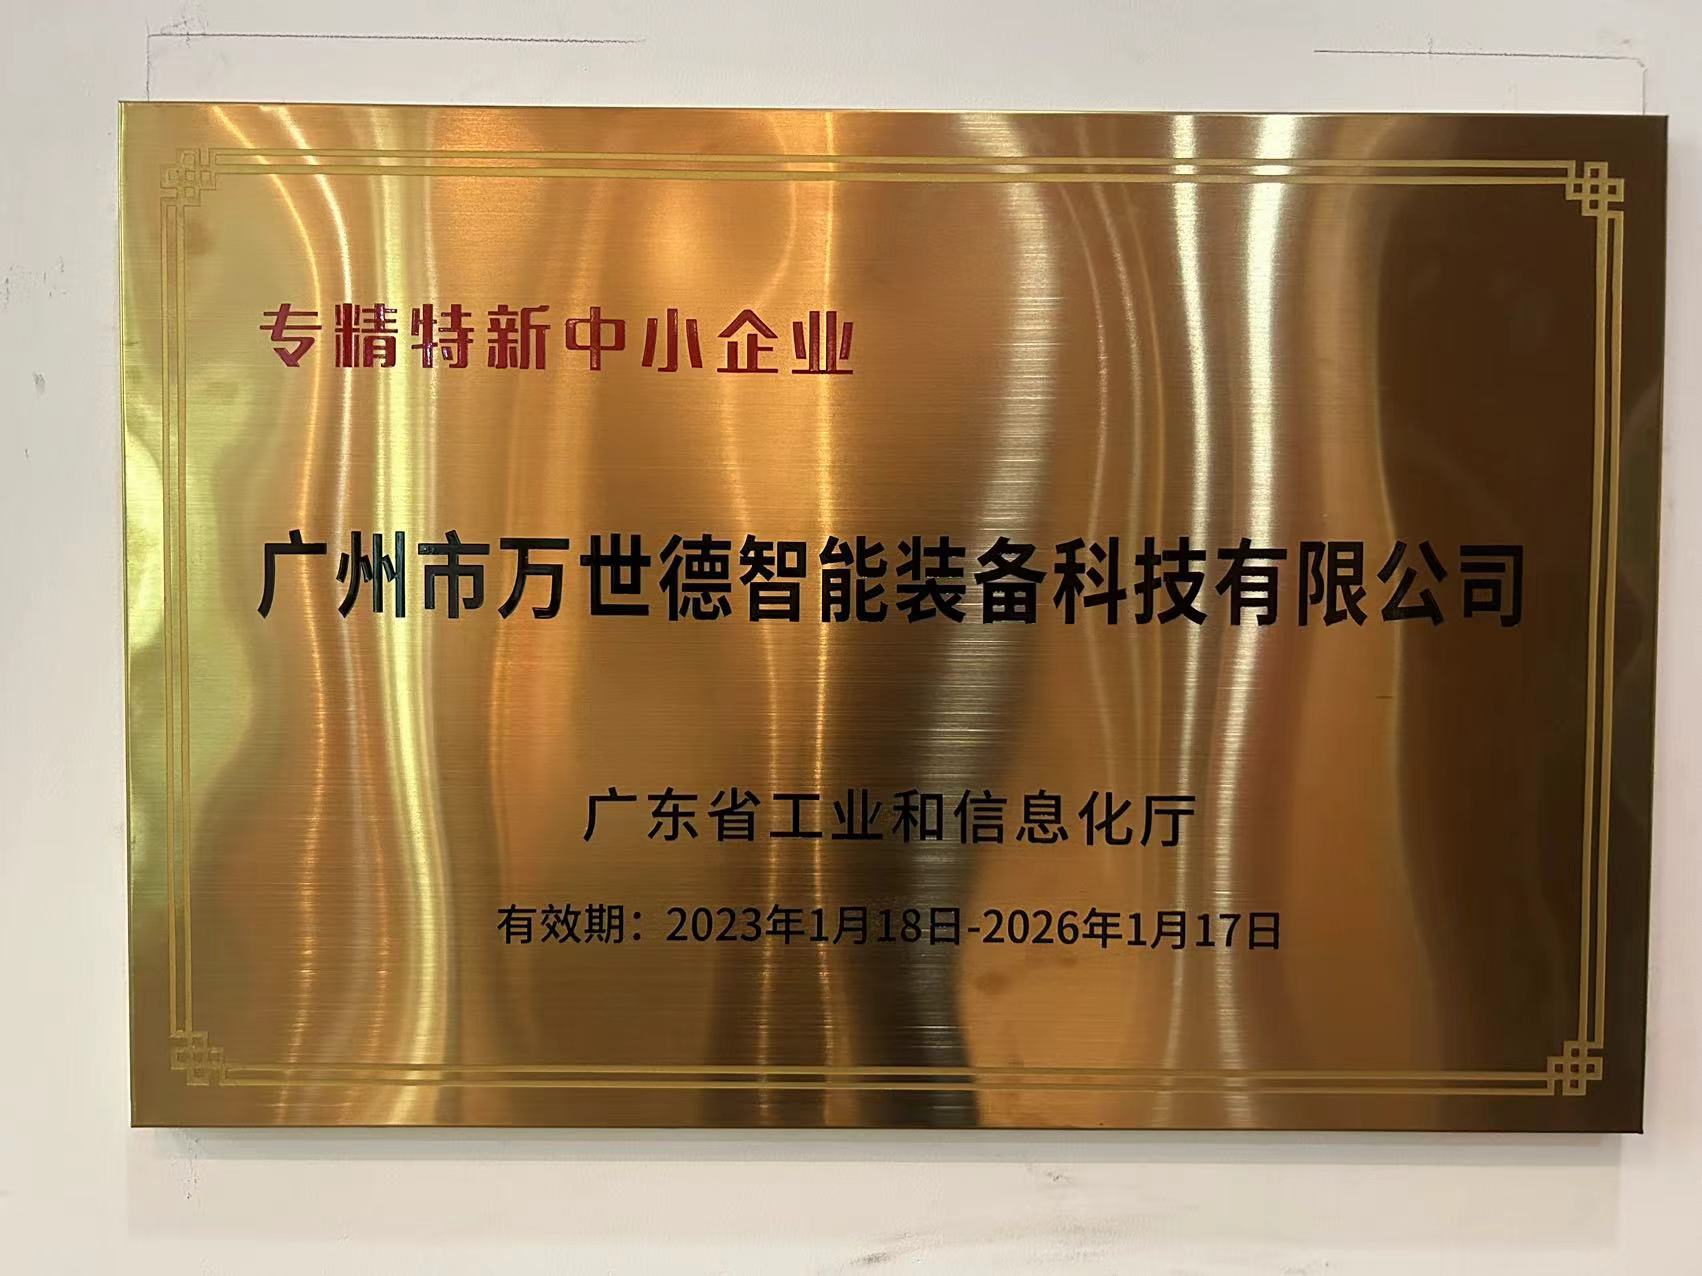 专精特新中小企业
广州市万世德智能装备科技有限公司
广东省工业和信息化厅
有效期：2023年1月18日-2026年1月17日